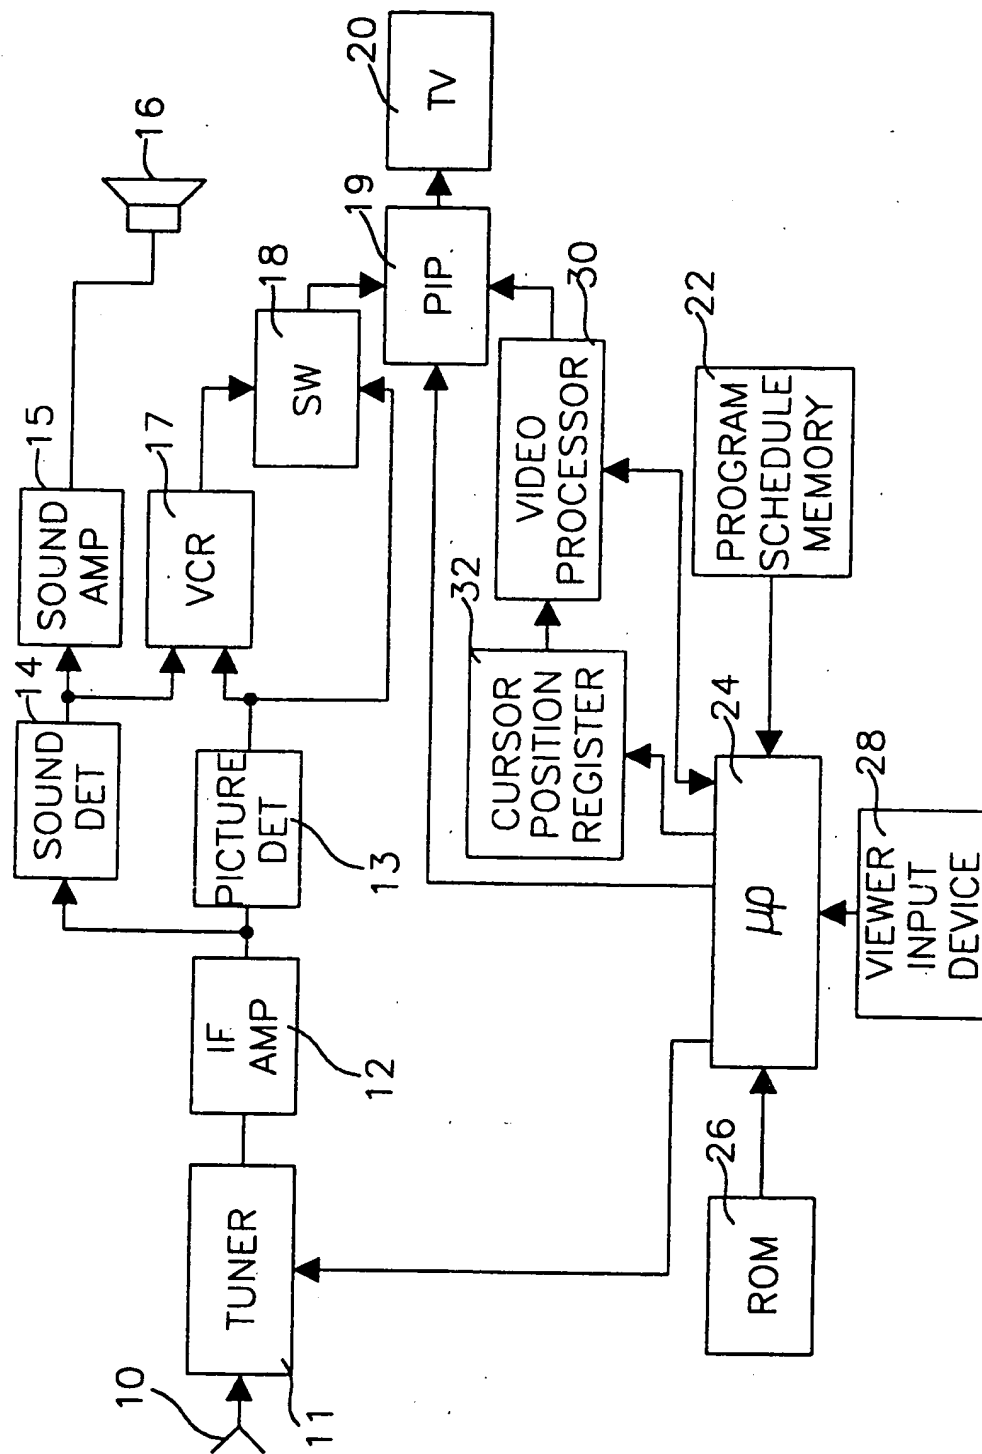 10
TUNER
11
IF
AMP
12
PICTURE
DET
13
SOUND
DET
14
SOUND
AMP
15
16
VCR
17
SW
18
PIP
19
TV
20
CURSOR
POSITION
REGISTER
32
VIDEO
PROCESSOR
30
PROGRAM
SCHEDULE
MEMORY
22
μp
24
ROM
26
VIEWER
INPUT
DEVICE
28